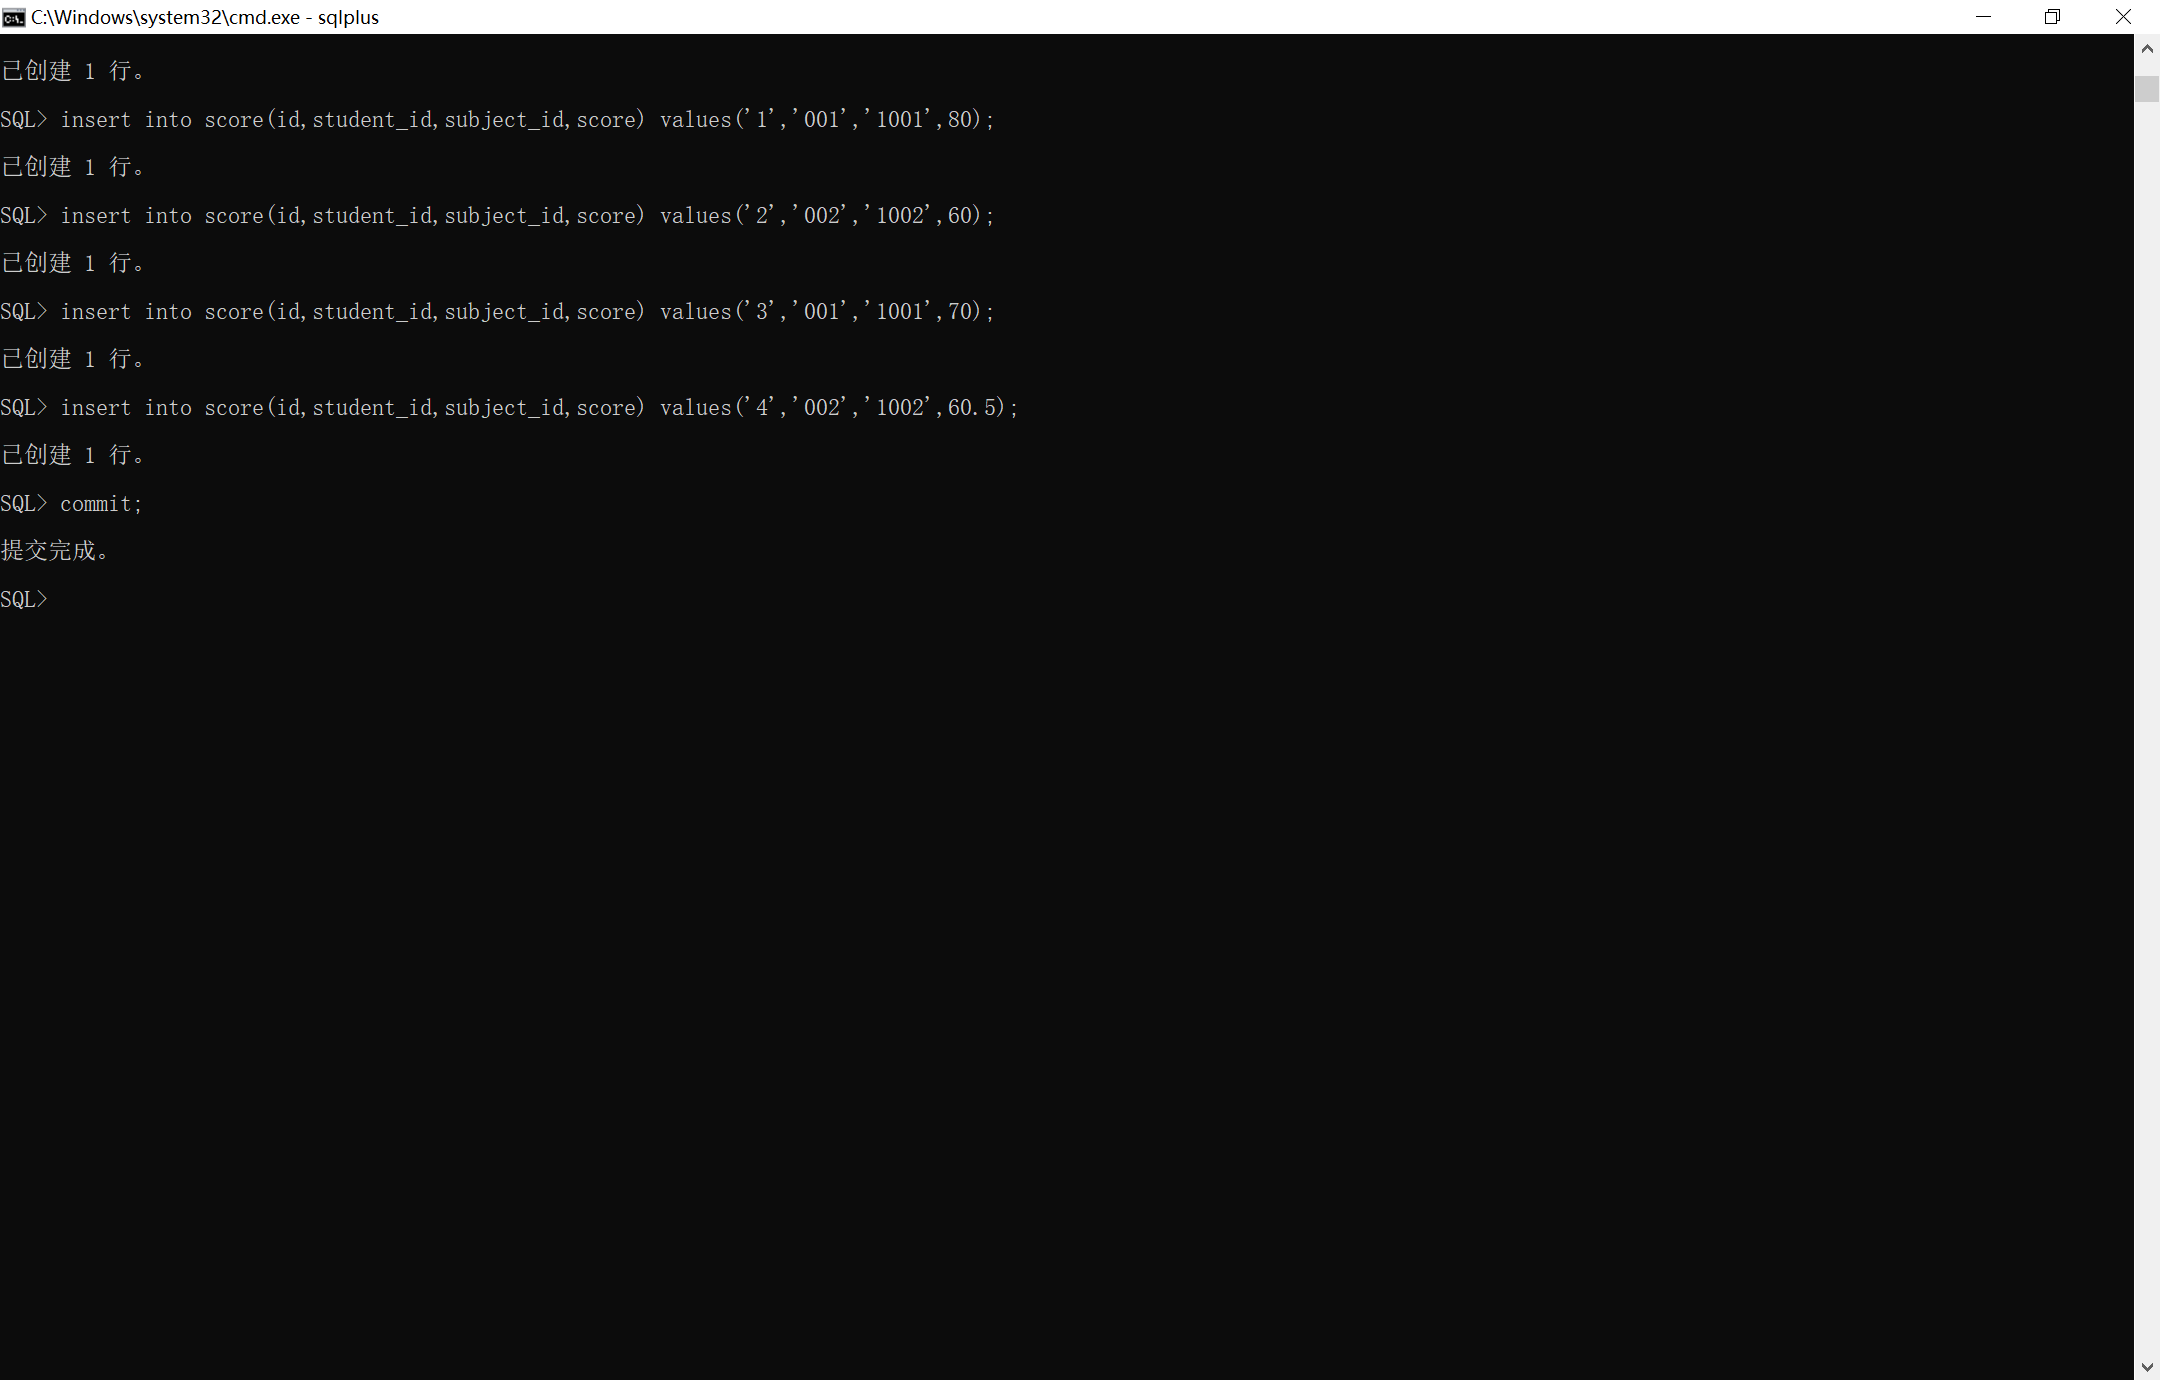 C:\Windows\system32\cmd.exe - sqlplus
已创建 1 行。
SQL> insert into score(id,student_id,subject_id,score) values('1','001','1001',80);
已创建 1 行。
SQL> insert into score(id,student_id,subject_id,score) values('2','002','1002',60);
已创建 1 行。
SQL> insert into score(id,student_id,subject_id,score) values('3','001','1001',70);
已创建 1 行。
SQL> insert into score(id,student_id,subject_id,score) values('4','002','1002',60.5);
已创建 1 行。
SQL> commit;
提交完成。
SQL>